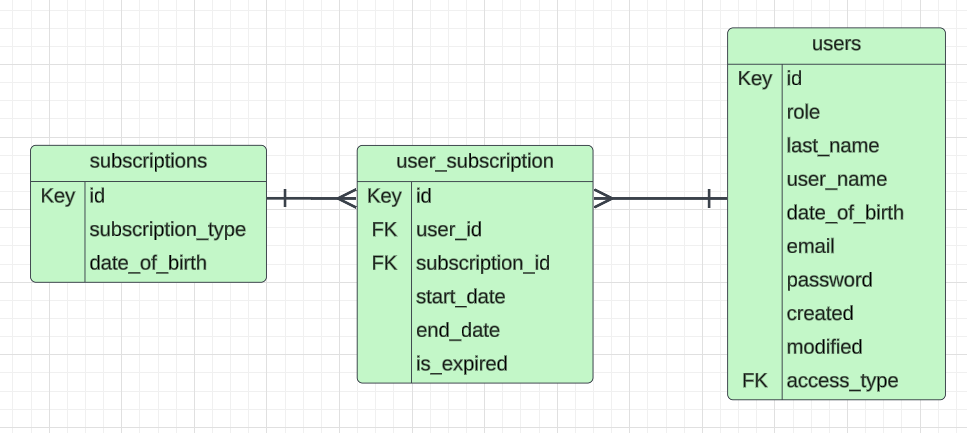 subscriptions
Key id
subscription_type
date_of_birth
user_subscription
Key id
FK user_id
FK subscription_id
start_date
end_date
is_expired
users
Key id
role
last_name
user_name
date_of_birth
email
password
created
modified
FK access_type